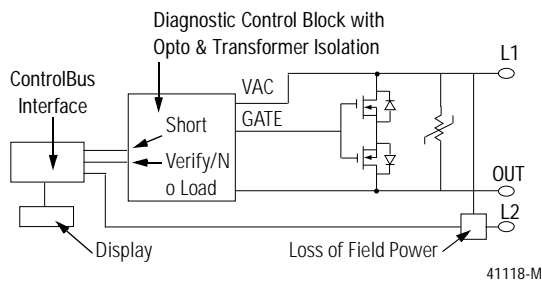 Diagnostic Control Block with
Opto & Transformer Isolation
L1
ControlBus
Interface
VAC
GATE
Short
Verify/N
o Load
OUT
L2
Display
Loss of Field Power
41118-M